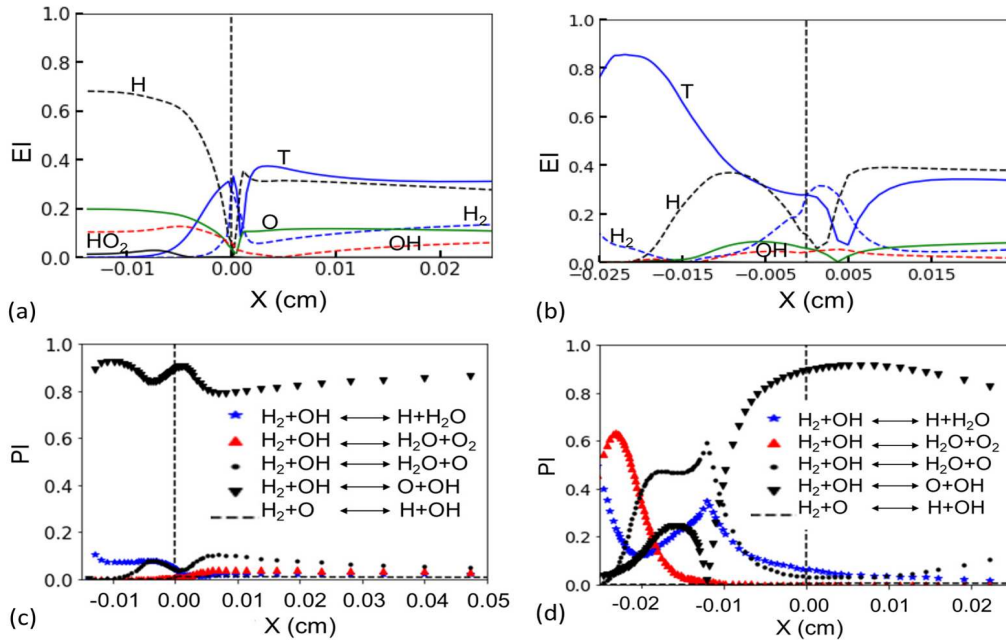 1.0
0.8
0.6
0.4
0.2
0.0
EI
H
T
O
H2
OH
HO2
-0.01 0.00 0.01 0.02
X (cm)
(a)
1.0
0.8
0.6
0.4
0.2
0.0
EI
T
H
H2
OH
-0.025 -0.015 -0.005 0.005 0.015
X (cm)
(b)
1.0
0.8
0.6
0.4
0.2
0.0
PI
H2+OH ⟷ H+H2O
H2+OH ⟷ H2O+O2
H2+OH ⟷ H2O+O
H2+OH ⟷ O+OH
H2+O ⟷ H+OH
-0.01 0.00 0.01 0.02 0.03 0.04 0.05
X (cm)
(c)
1.0
0.8
0.6
0.4
0.2
0.0
PI
H2+OH ⟷ H+H2O
H2+OH ⟷ H2O+O2
H2+OH ⟷ H2O+O
H2+OH ⟷ O+OH
H2+O ⟷ H+OH
-0.02 -0.01 0.00 0.01 0.02
X (cm)
(d)